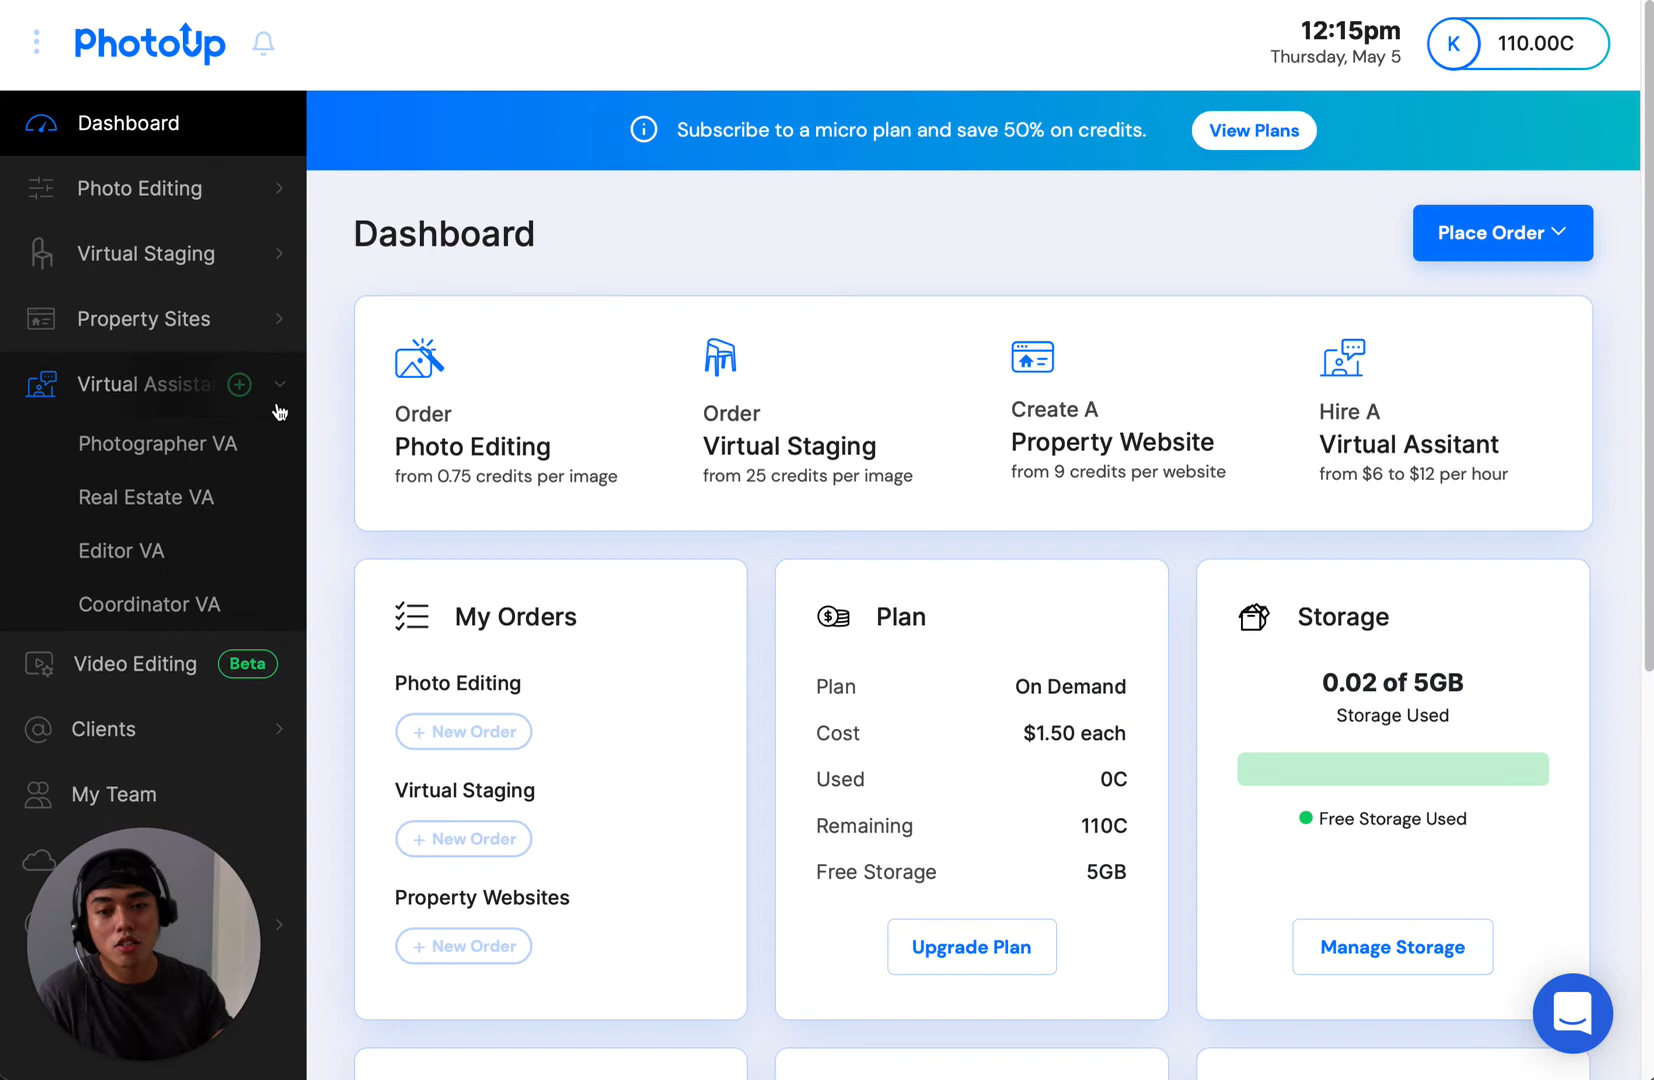 PhotoUp
12:15pm
Thursday, May 5
K
110.00C
Dashboard
Photo Editing
Virtual Staging
Property Sites
Virtual Assista
Photographer VA
Real Estate VA
Editor VA
Coordinator VA
Video Editing
Beta
Clients
My Team
Subscribe to a micro plan and save 50% on credits.
View Plans
Dashboard
Place Order
Order
Photo Editing
from 0.75 credits per image
Order
Virtual Staging
from 25 credits per image
Create A
Property Website
from 9 credits per website
Hire A
Virtual Assitant
from $6 to $12 per hour
My Orders
Photo Editing
+ New Order
Virtual Staging
+ New Order
Property Websites
+ New Order
Plan
Plan On Demand
Cost $1.50 each
Used 0C
Remaining 110C
Free Storage 5GB
Upgrade Plan
Storage
0.02 of 5GB
Storage Used
Free Storage Used
Manage Storage